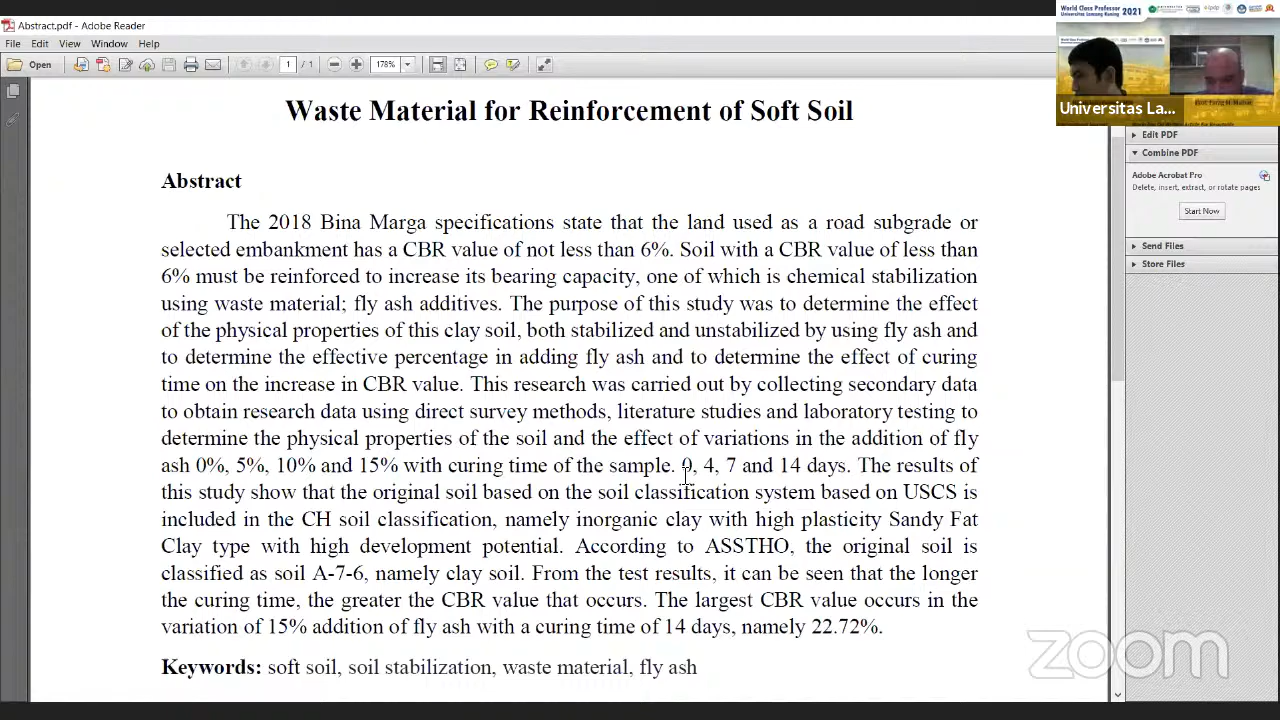 Abstract.pdf - Adobe Reader
File Edit View Window Help
Open 1 / 1 178%
World Class Professor
Universitas Lancang Kuning 2021
Universitas La...
Waste Material for Reinforcement of Soft Soil
Abstract
The 2018 Bina Marga specifications state that the land used as a road subgrade or
selected embankment has a CBR value of not less than 6%. Soil with a CBR value of less than
6% must be reinforced to increase its bearing capacity, one of which is chemical stabilization
using waste material; fly ash additives. The purpose of this study was to determine the effect
of the physical properties of this clay soil, both stabilized and unstabilized by using fly ash and
to determine the effective percentage in adding fly ash and to determine the effect of curing
time on the increase in CBR value. This research was carried out by collecting secondary data
to obtain research data using direct survey methods, literature studies and laboratory testing to
determine the physical properties of the soil and the effect of variations in the addition of fly
ash 0%, 5%, 10% and 15% with curing time of the sample. 0, 4, 7 and 14 days. The results of
this study show that the original soil based on the soil classification system based on USCS is
included in the CH soil classification, namely inorganic clay with high plasticity Sandy Fat
Clay type with high development potential. According to ASSTHO, the original soil is
classified as soil A-7-6, namely clay soil. From the test results, it can be seen that the longer
the curing time, the greater the CBR value that occurs. The largest CBR value occurs in the
variation of 15% addition of fly ash with a curing time of 14 days, namely 22.72%.
Keywords: soft soil, soil stabilization, waste material, fly ash
Edit PDF
Combine PDF
Adobe Acrobat Pro
Delete, insert, extract, or rotate pages
Start Now
Send Files
Store Files
zoom